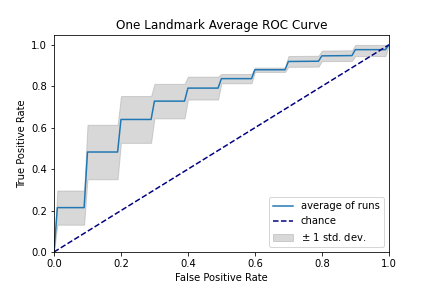 One Landmark Average ROC Curve
True Positive Rate
1.0
0.8
0.6
0.4
0.2
0.0
average of runs
chance
± 1 std. dev.
0.0 0.2 0.4 0.6 0.8 1.0
False Positive Rate